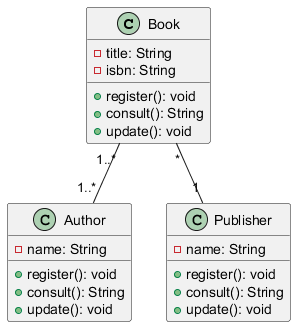 C Book
title: String
isbn: String
register(): void
consult(): String
update(): void
1..* *
1..* 1
C Author
name: String
register(): void
consult(): String
update(): void
C Publisher
name: String
register(): void
consult(): String
update(): void